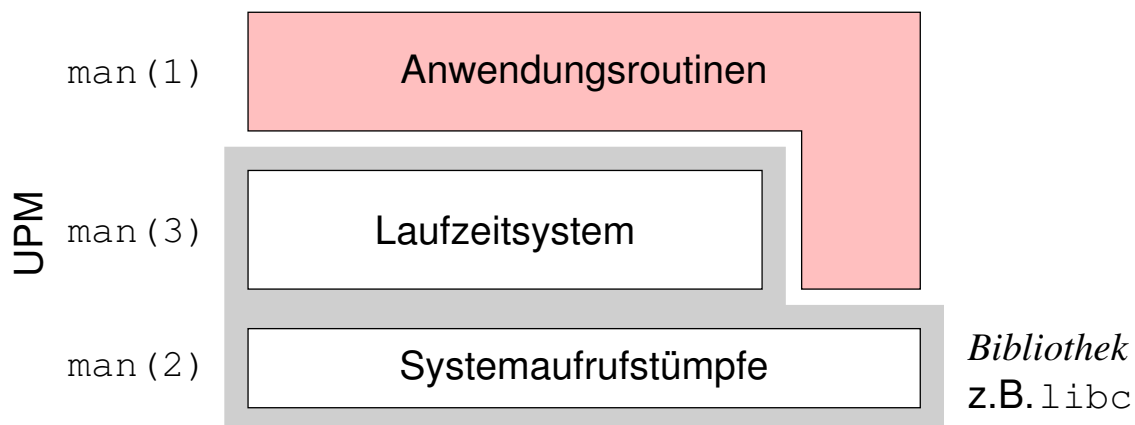 man(1)
Anwendungsroutinen
UPM
man(3)
Laufzeitsystem
man(2)
Systemaufrufstümpfe
Bibliothek
z.B. libc